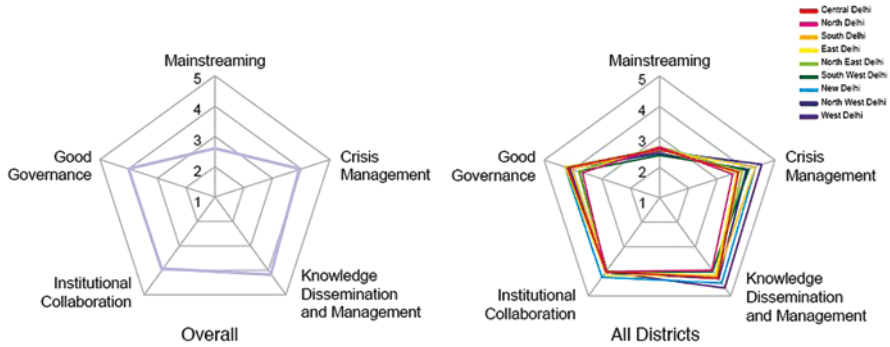 Mainstreaming
5
4
3
2
1
Good
Governance
Crisis
Management
Institutional
Collaboration
Knowledge
Dissemination
and Management
Overall
Central Delhi
North Delhi
South Delhi
East Delhi
North East Delhi
South West Delhi
New Delhi
North West Delhi
West Delhi
Mainstreaming
5
4
3
2
1
Good
Governance
Crisis
Management
Institutional
Collaboration
Knowledge
Dissemination
and Management
All Districts